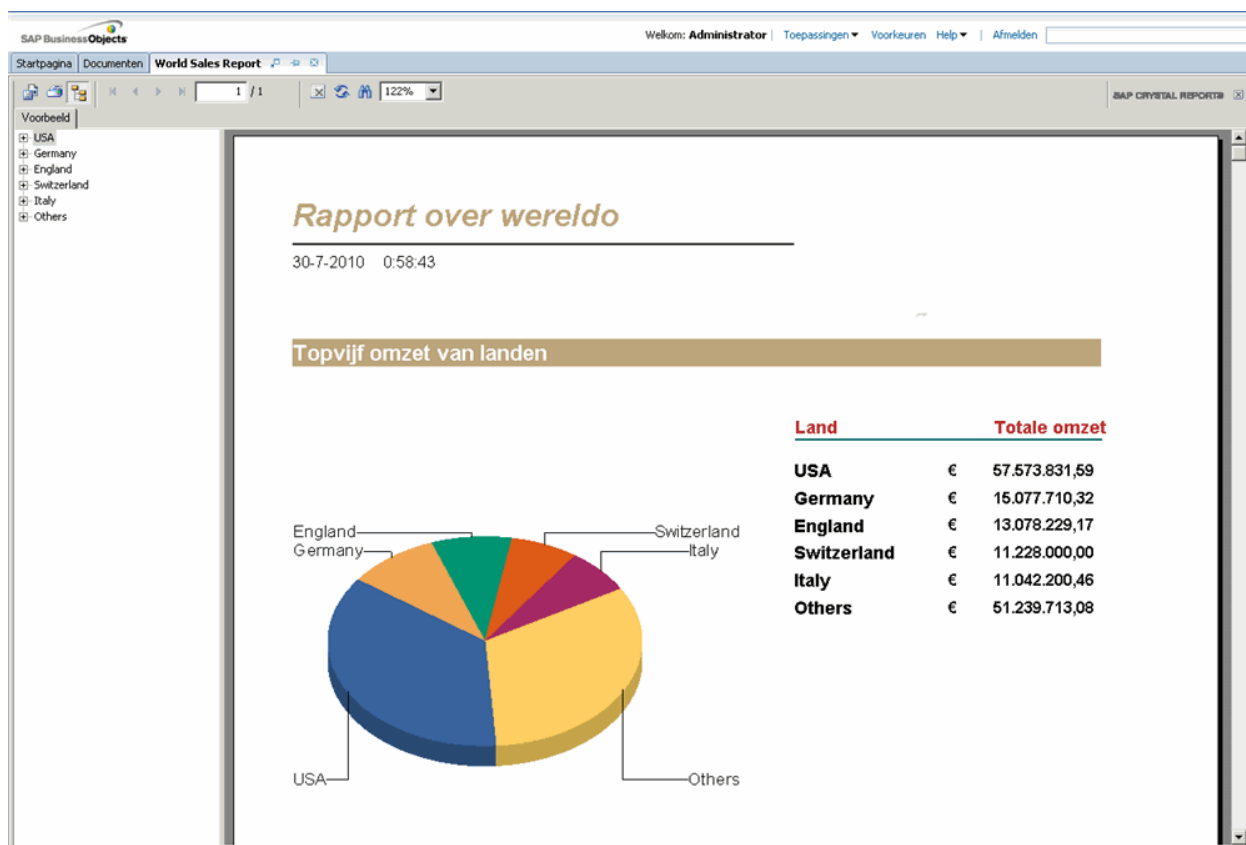 SAP BusinessObjects
Welkom: Administrator | Toepassingen Voorkeuren Help | Afmelden
Startpagina Documenten World Sales Report
1 / 1 122% SAP CRYSTAL REPORTS
Voorbeeld
USA
Germany
England
Switzerland
Italy
Others
Rapport over wereldo
30-7-2010 0:58:43
Topvijf omzet van landen
Land Totale omzet
USA € 57.573.831,59
Germany € 15.077.710,32
England € 13.078.229,17
Switzerland € 11.228.000,00
Italy € 11.042.200,46
Others € 51.239.713,08
England
Switzerland
Germany
Italy
USA
Others